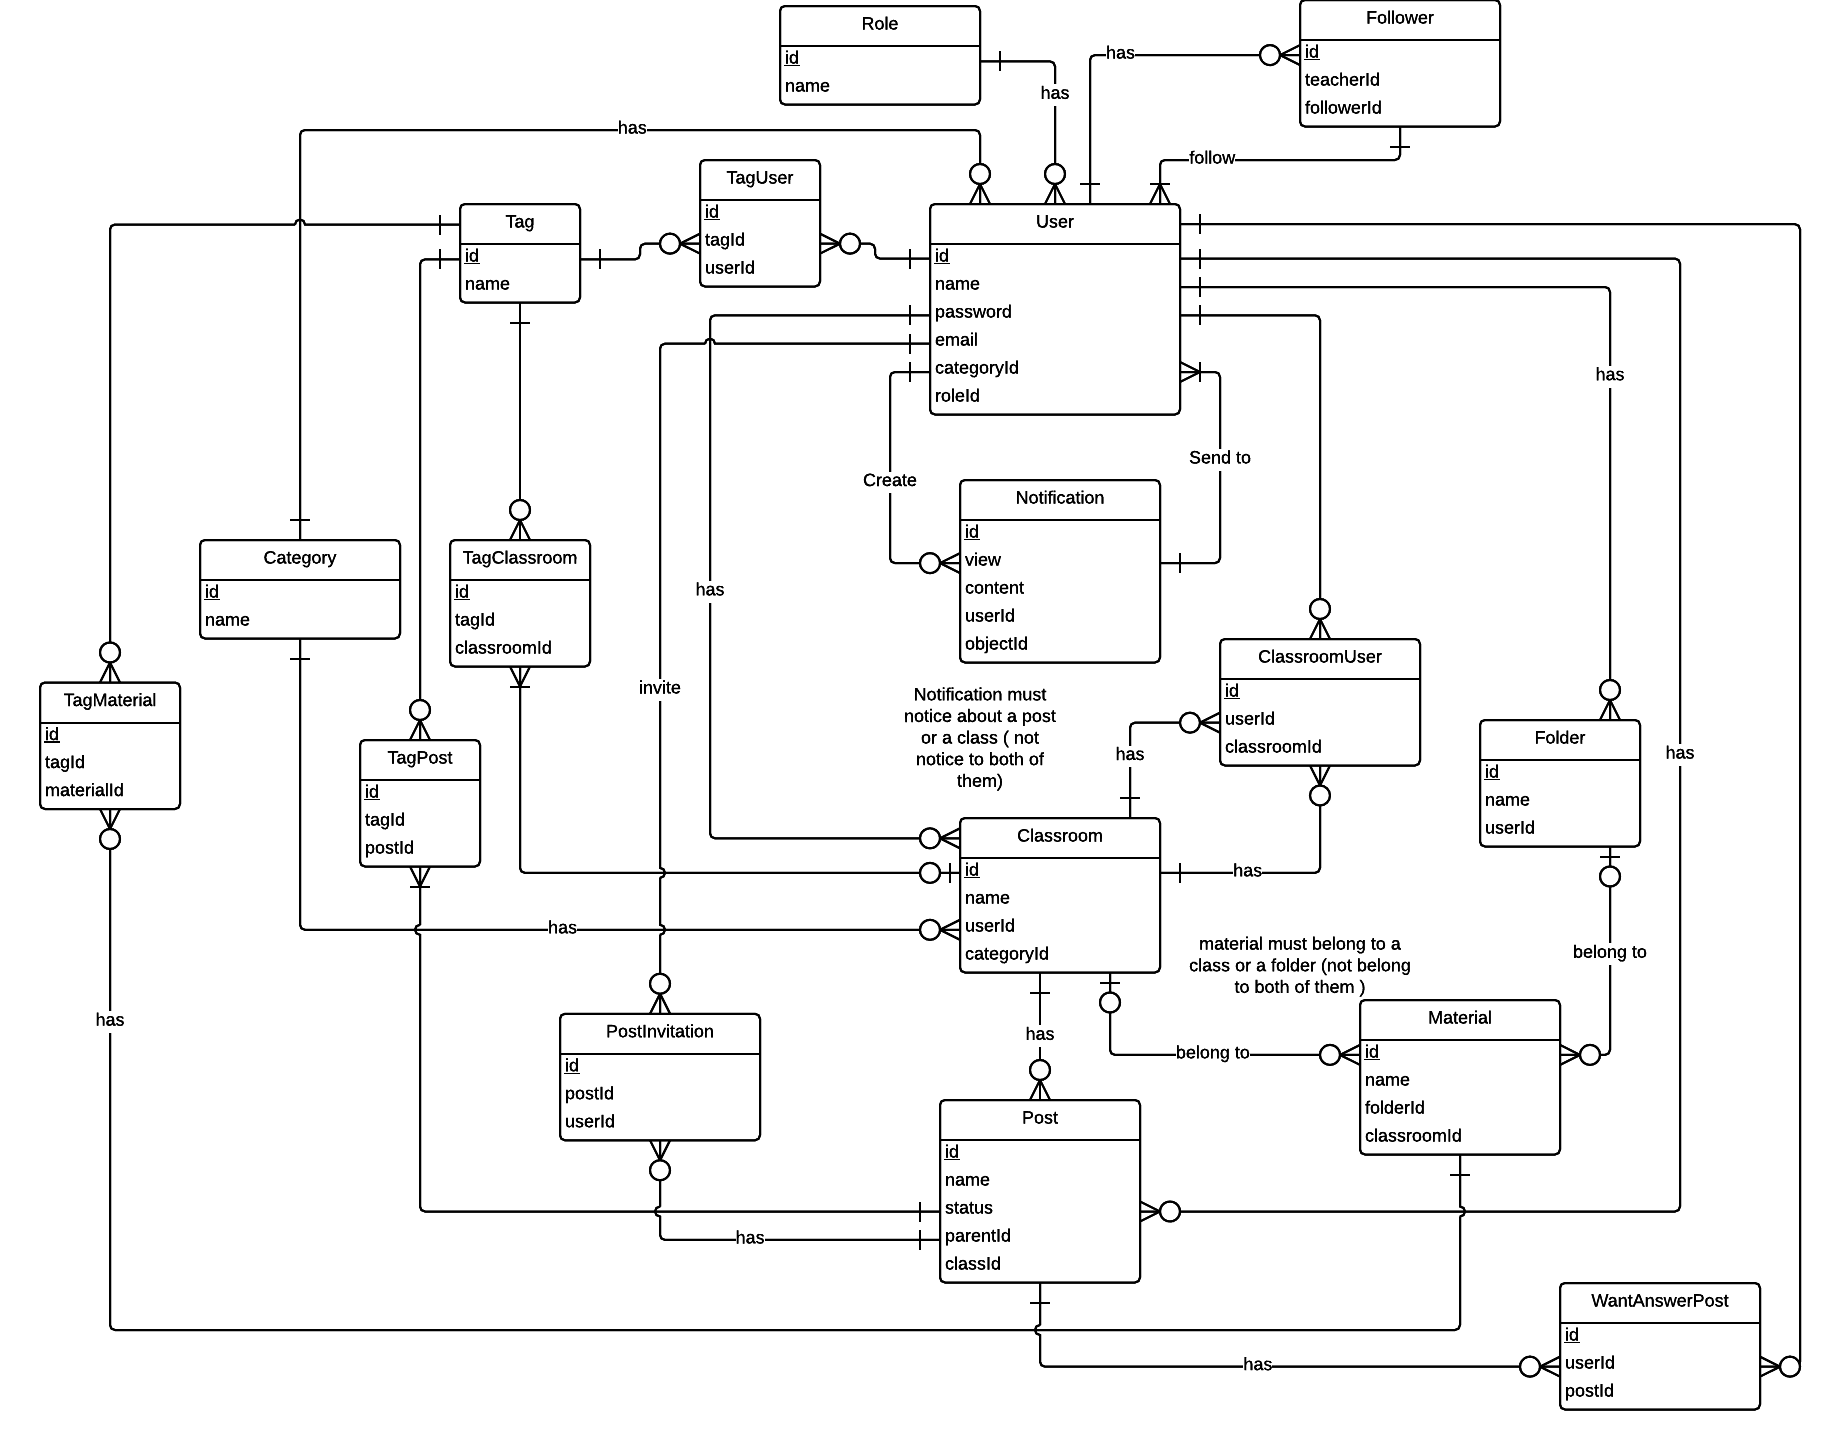 Role
id
name
Follower
id
teacherId
followerId
has
has
has
follow
TagUser
id
tagId
userId
Tag
id
name
User
id
name
password
email
categoryId
roleId
has
Send to
Create
Notification
id
view
content
userId
objectId
Category
id
name
TagClassroom
id
tagId
classroomId
has
invite
ClassroomUser
id
userId
classroomId
TagMaterial
id
tagId
materialId
Notification must
notice about a post
or a class ( not
notice to both of
them)
TagPost
id
tagId
postId
has
has
Folder
id
name
userId
Classroom
id
name
userId
categoryId
has
has
material must belong to a
class or a folder (not belong
to both of them )
belong to
has
has
belong to
PostInvitation
id
postId
userId
Material
id
name
folderId
classroomId
Post
id
name
status
parentId
classId
has
WantAnswerPost
id
userId
postId
has